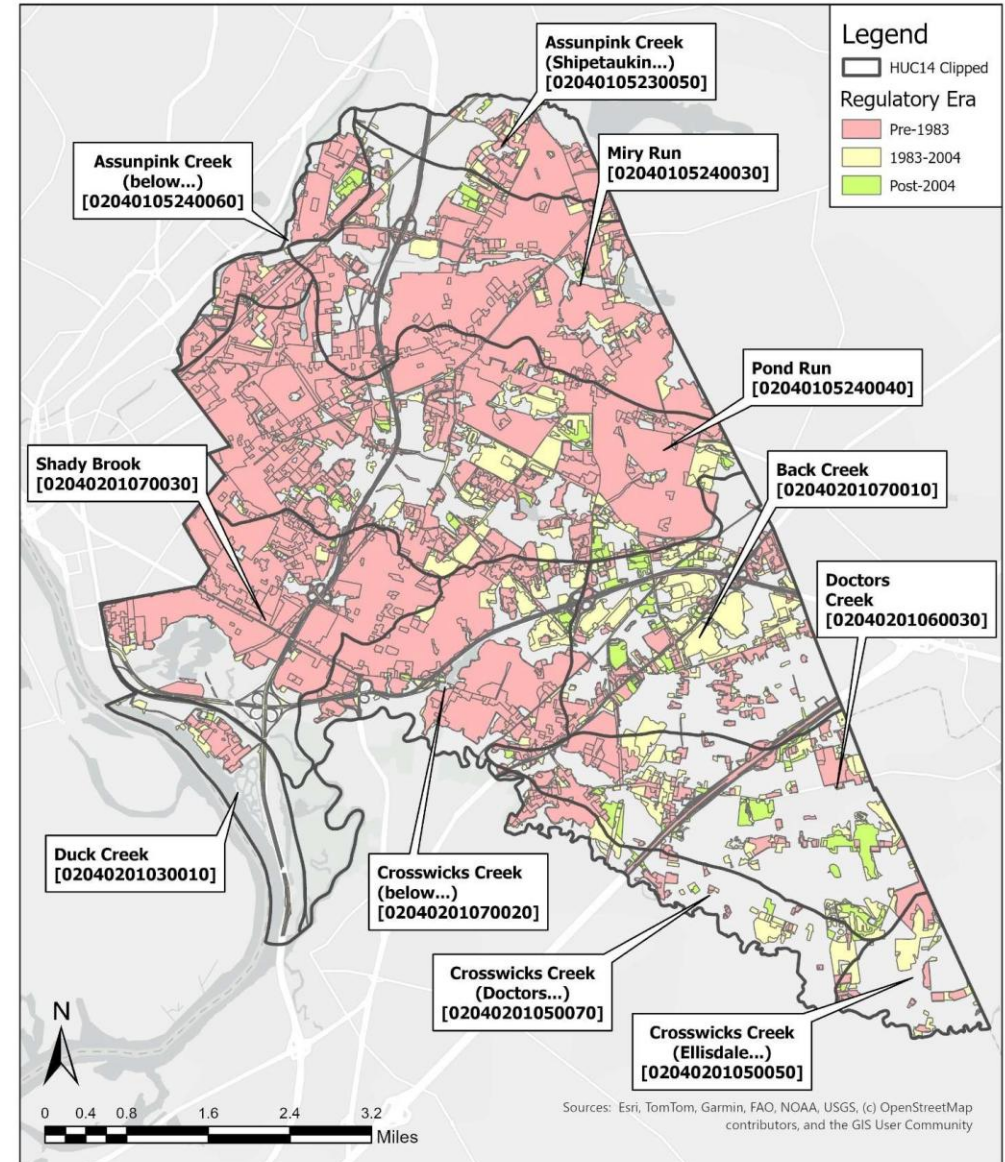 Assunpink Creek
(Shipetaukin...)
[02040105230050]
Legend
HUC14 Clipped
Regulatory Era
Pre-1983
1983-2004
Post-2004
Assunpink Creek
(below...)
[02040105240060]
Miry Run
[02040105240030]
Pond Run
[02040105240040]
Shady Brook
[02040201070030]
Back Creek
[02040201070010]
Doctors
Creek
[02040201060030]
Duck Creek
[02040201030010]
Crosswicks Creek
(below...)
[02040201070020]
Crosswicks Creek
(Doctors...)
[02040201050070]
Crosswicks Creek
(Ellisdale...)
[02040201050050]
N
0 0.4 0.8 1.6 2.4 3.2
Miles
Sources: Esri, TomTom, Garmin, FAO, NOAA, USGS, (c) OpenStreetMap
contributors, and the GIS User Community